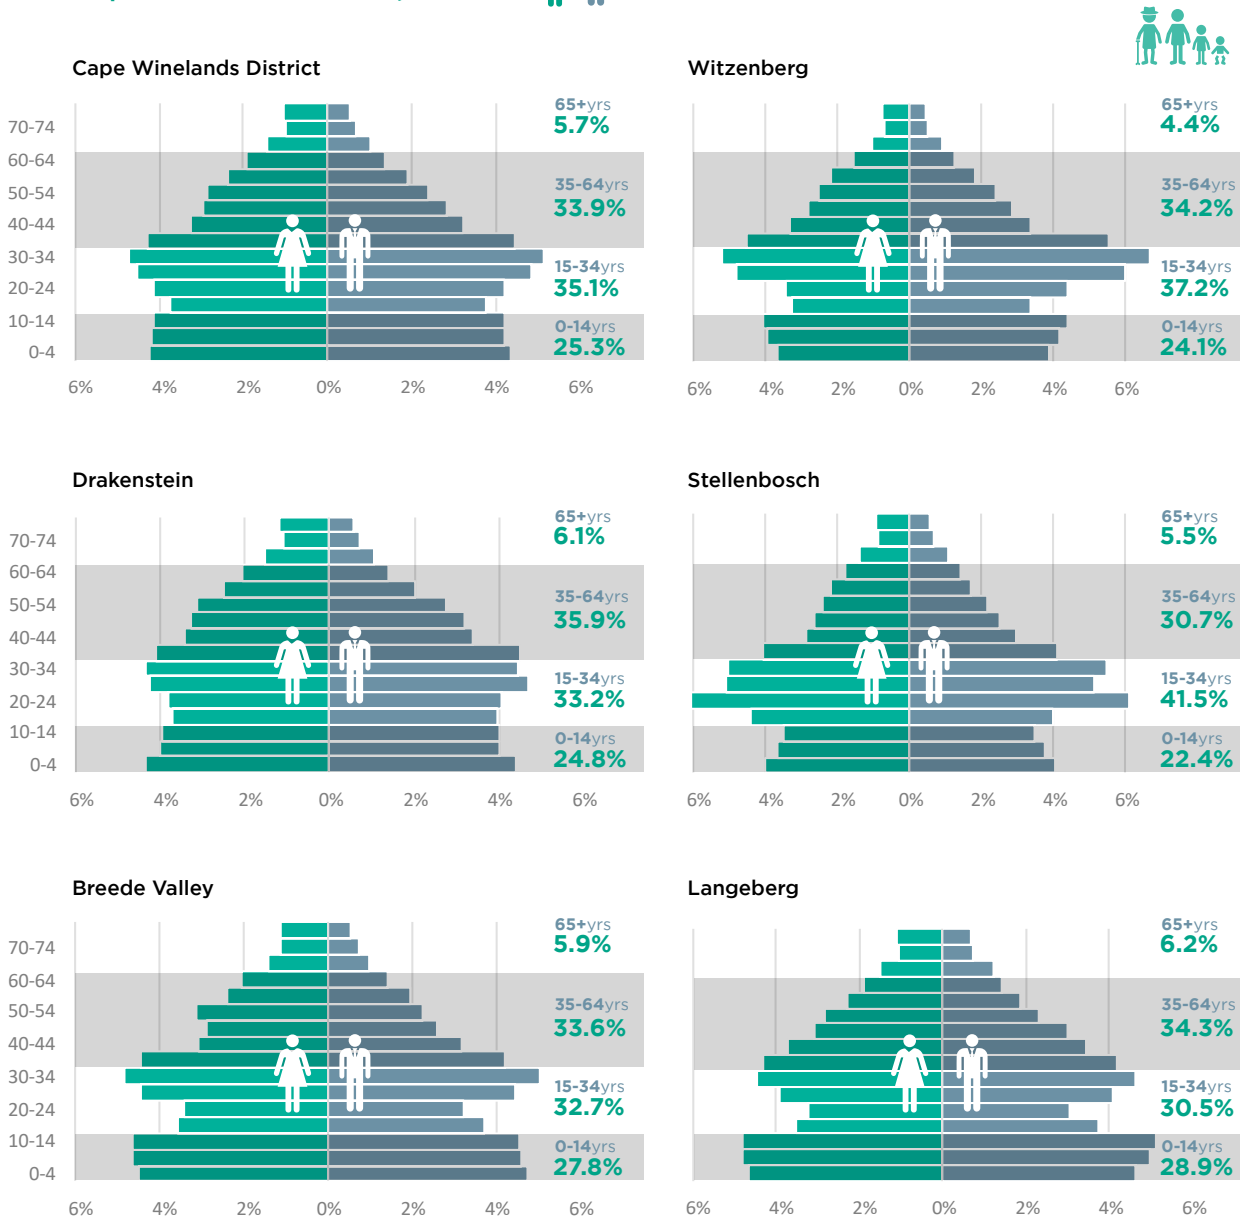 Cape Winelands District
70-74
60-64
50-54
40-44
30-34
20-24
10-14
0-4
65+yrs
5.7%
35-64yrs
33.9%
15-34yrs
35.1%
0-14yrs
25.3%
6% 4% 2% 0% 2% 4% 6%
Witzenberg
65+yrs
4.4%
35-64yrs
34.2%
15-34yrs
37.2%
0-14yrs
24.1%
6% 4% 2% 0% 2% 4% 6%
Drakenstein
70-74
60-64
50-54
40-44
30-34
20-24
10-14
0-4
65+yrs
6.1%
35-64yrs
35.9%
15-34yrs
33.2%
0-14yrs
24.8%
6% 4% 2% 0% 2% 4% 6%
Stellenbosch
65+yrs
5.5%
35-64yrs
30.7%
15-34yrs
41.5%
0-14yrs
22.4%
6% 4% 2% 0% 2% 4% 6%
Breede Valley
70-74
60-64
50-54
40-44
30-34
20-24
10-14
0-4
65+yrs
5.9%
35-64yrs
33.6%
15-34yrs
32.7%
0-14yrs
27.8%
6% 4% 2% 0% 2% 4% 6%
Langeberg
65+yrs
6.2%
35-64yrs
34.3%
15-34yrs
30.5%
0-14yrs
28.9%
6% 4% 2% 0% 2% 4% 6%